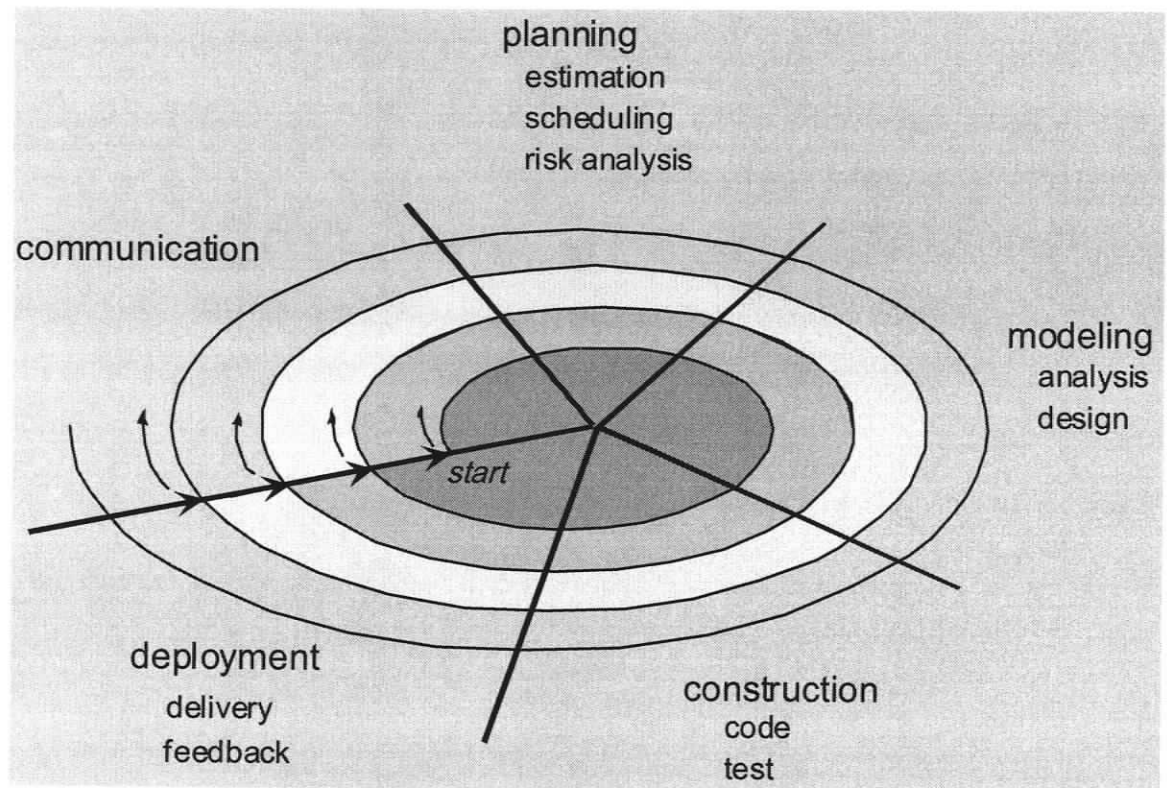 planning
estimation
scheduling
risk analysis
communication
modeling
analysis
design
start
deployment
delivery
feedback
construction
code
test